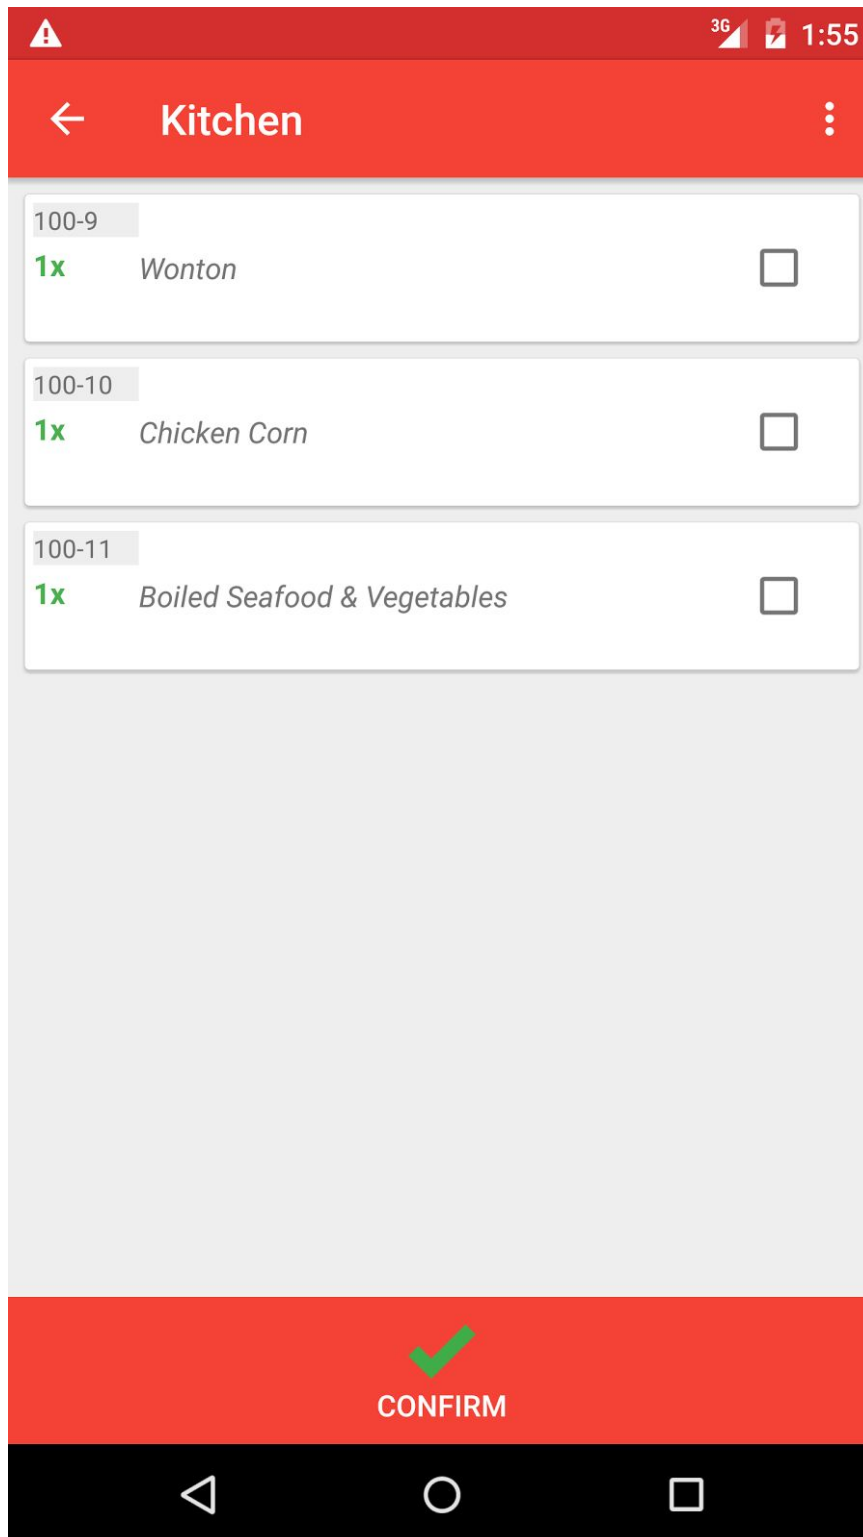 3G 1:55
Kitchen
100-9
1x Wonton
100-10
1x Chicken Corn
100-11
1x Boiled Seafood & Vegetables
CONFIRM